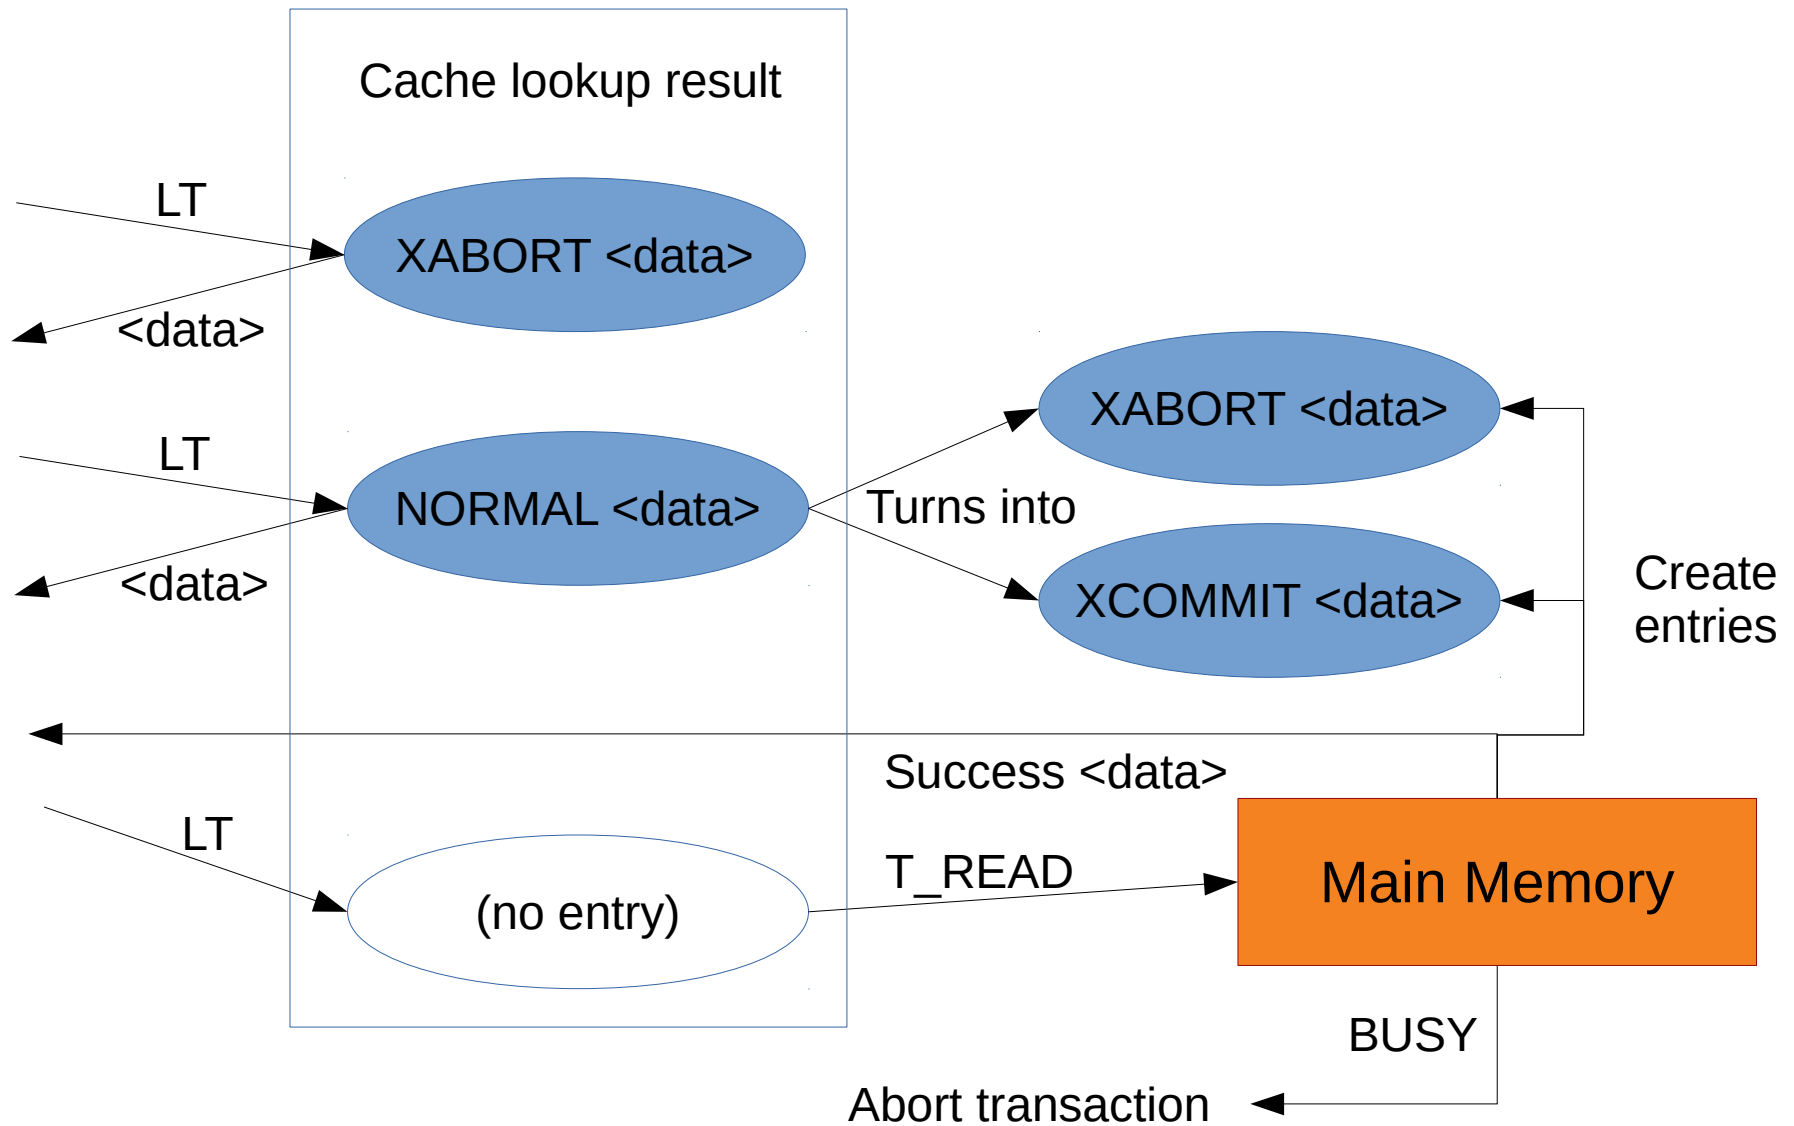 Cache lookup result
LT
XABORT <data>
<data>
XABORT <data>
LT
NORMAL <data>
Turns into
<data>
XCOMMIT <data>
Create
entries
Success <data>
LT
T_READ
(no entry)
Main Memory
BUSY
Abort transaction